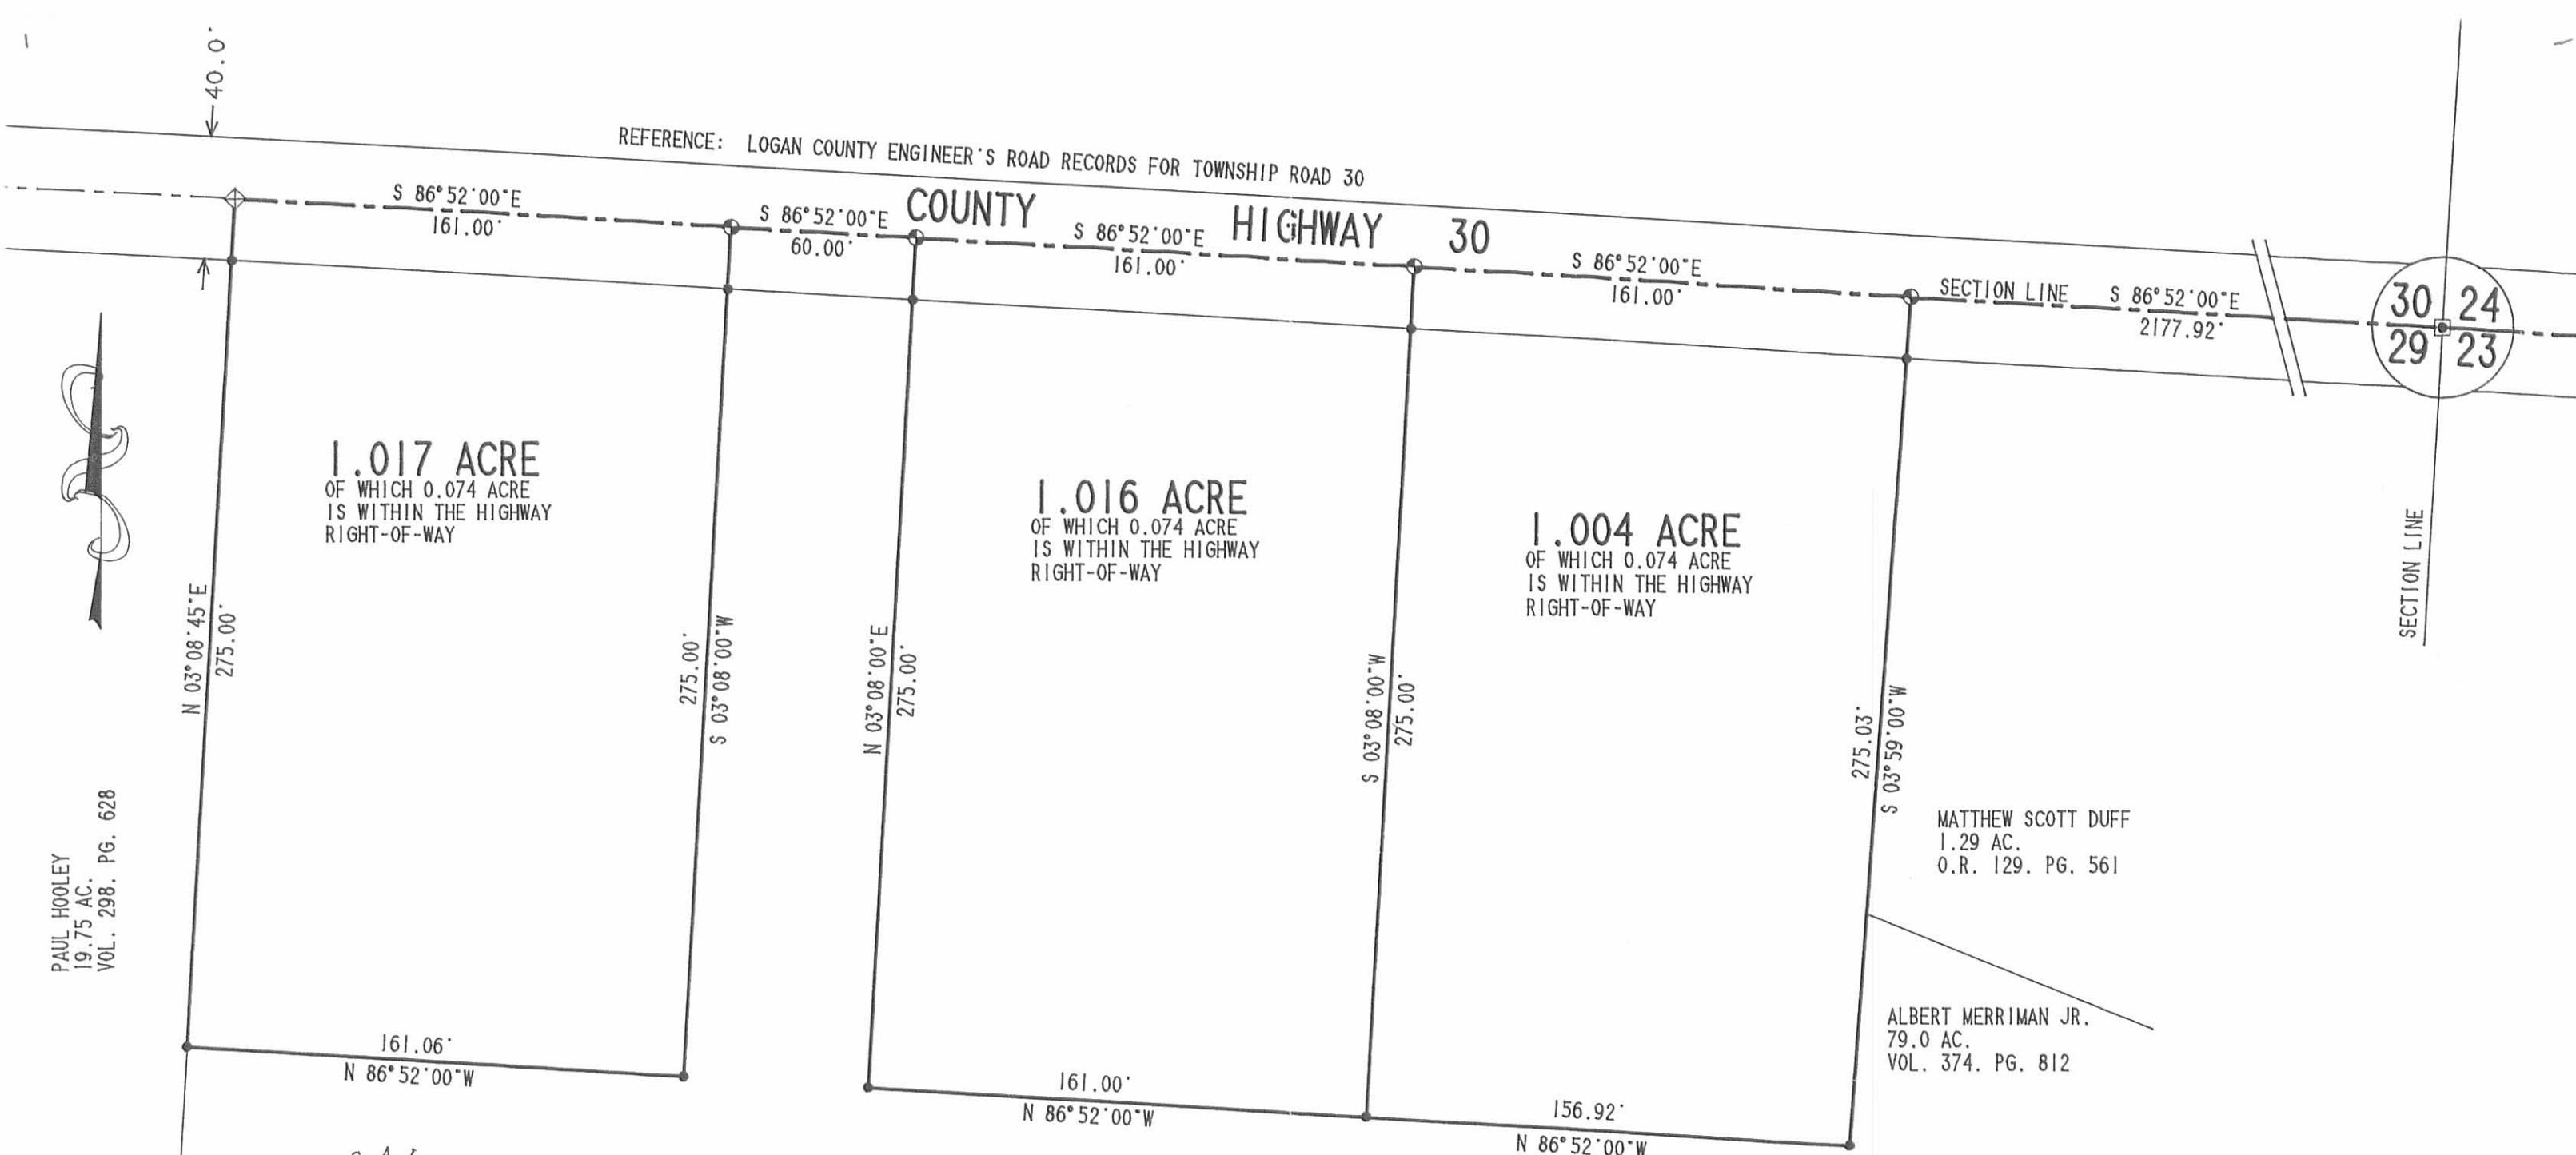 40.0'
REFERENCE: LOGAN COUNTY ENGINEER'S ROAD RECORDS FOR TOWNSHIP ROAD 30
COUNTY HIGHWAY 30
S 86°52'00"E
161.00'
S 86°52'00"E
60.00'
S 86°52'00"E
161.00'
S 86°52'00"E
161.00'
SECTION LINE
S 86°52'00"E
2177.92'
30 24
29 23
SECTION LINE
1.017 ACRE
OF WHICH 0.074 ACRE
IS WITHIN THE HIGHWAY
RIGHT-OF-WAY
1.016 ACRE
OF WHICH 0.074 ACRE
IS WITHIN THE HIGHWAY
RIGHT-OF-WAY
1.004 ACRE
OF WHICH 0.074 ACRE
IS WITHIN THE HIGHWAY
RIGHT-OF-WAY
N 03°08'45"E
275.00'
275.00'
S 03°08'00"W
N 03°08'00"E
275.00'
S 03°08'00"W
275.00'
275.03'
S 03°59'00"W
PAUL HOOLEY
19.75 AC.
VOL. 298. PG. 628
MATTHEW SCOTT DUFF
1.29 AC.
O.R. 129. PG. 561
ALBERT MERRIMAN JR.
79.0 AC.
VOL. 374. PG. 812
161.06'
N 86°52'00"W
161.00'
N 86°52'00"W
156.92'
N 86°52'00"W